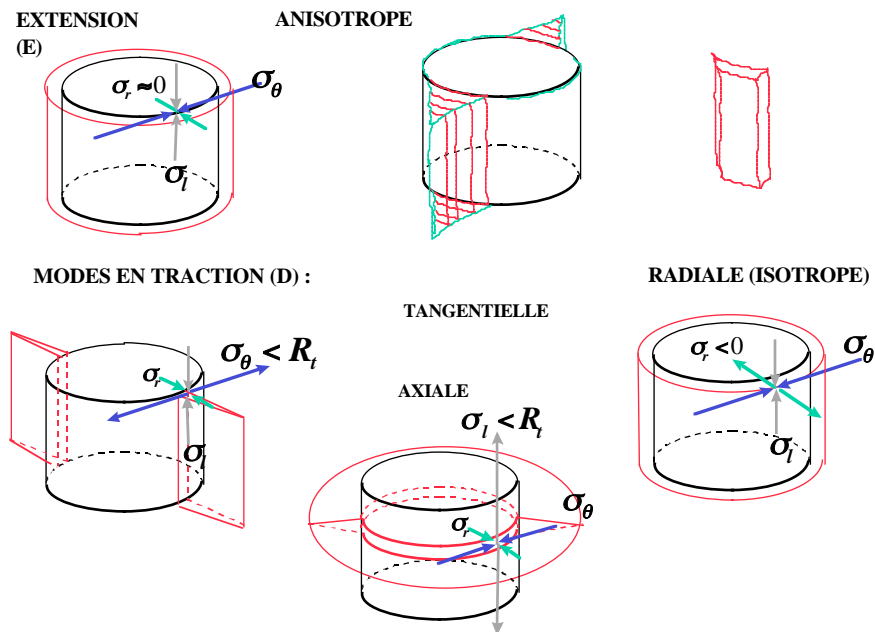 EXTENSION
(E)
ANISOTROPE
σr≈0
σθ
σl
MODES EN TRACTION (D) :
TANGENTIELLE
RADIALE (ISOTROPE)
σθ < Rt
σr
σl
AXIALE
σl < Rt
σr
σθ
σr<0
σθ
σl